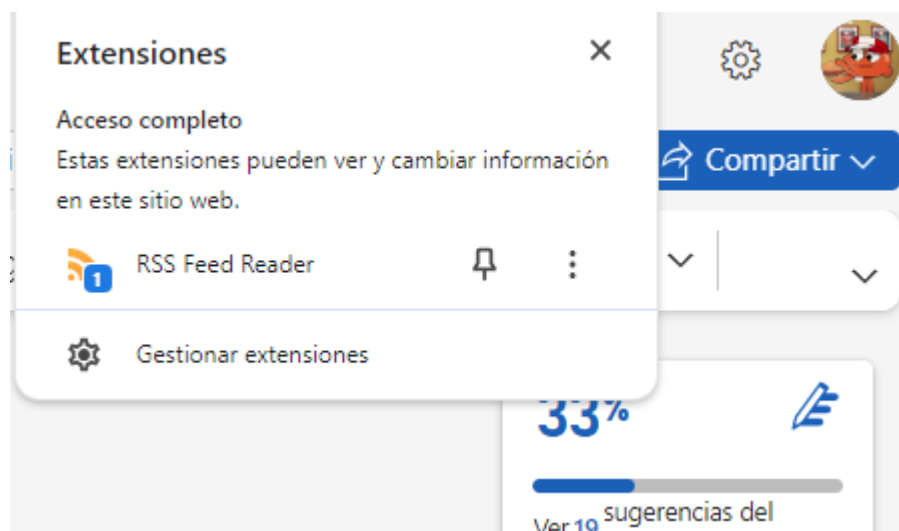 Extensiones
Acceso completo
Estas extensiones pueden ver y cambiar información
en este sitio web.
RSS Feed Reader
1
Gestionar extensiones
Compartir
33%
sugerencias del
Ver 19